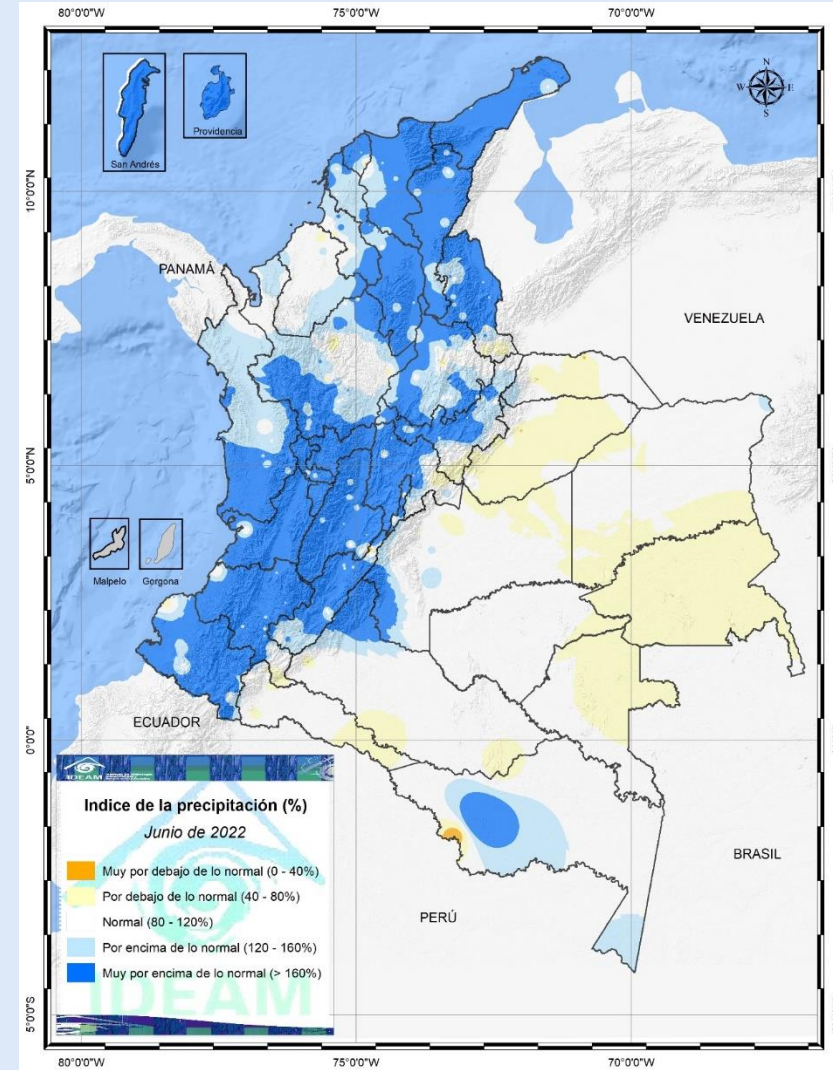 80°0'0"W 75°0'0"W 70°0'0"W
N
W E
S
San Andrés
Providencia
10°0'0"N
PANAMÁ
VENEZUELA
5°0'0"N
Malpelo
Gorgona
ECUADOR
0°0'0"
IDEAM
Indice de la precipitación (%)
Junio de 2022
Muy por debajo de lo normal (0 - 40%)
Por debajo de lo normal (40 - 80%)
Normal (80 - 120%)
Por encima de lo normal (120 - 160%)
Muy por encima de lo normal (> 160%)
IDEAM
BRASIL
PERÚ
5°0'0"S
80°0'0"W 75°0'0"W 70°0'0"W